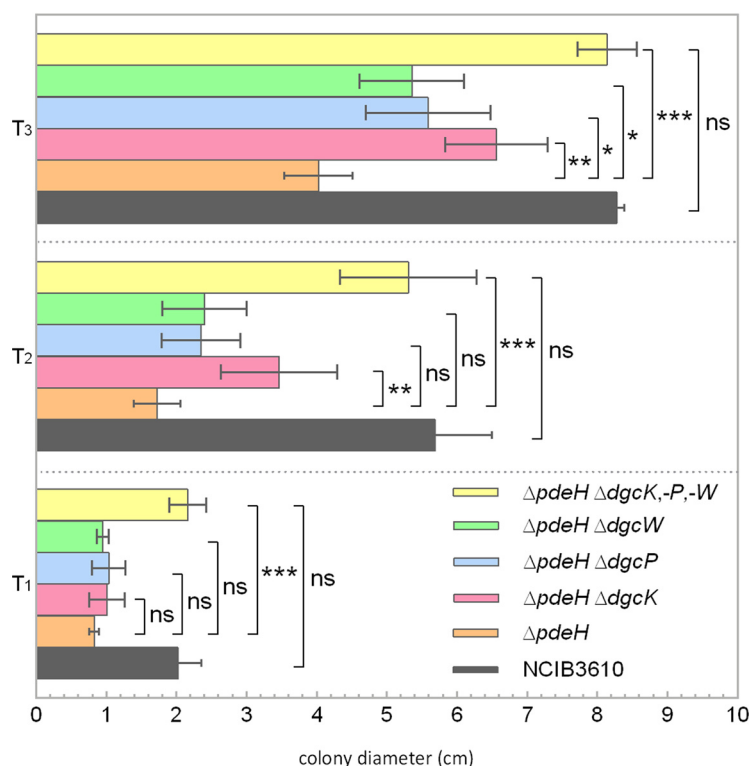 T3
**
*
*
***
ns
T2
**
ns
ns
***
ns
T1
ns
ns
ns
***
ns
ΔpdeH ΔdgcK,-P,-W
ΔpdeH ΔdgcW
ΔpdeH ΔdgcP
ΔpdeH ΔdgcK
ΔpdeH
NCIB3610
0 1 2 3 4 5 6 7 8 9 10
colony diameter (cm)